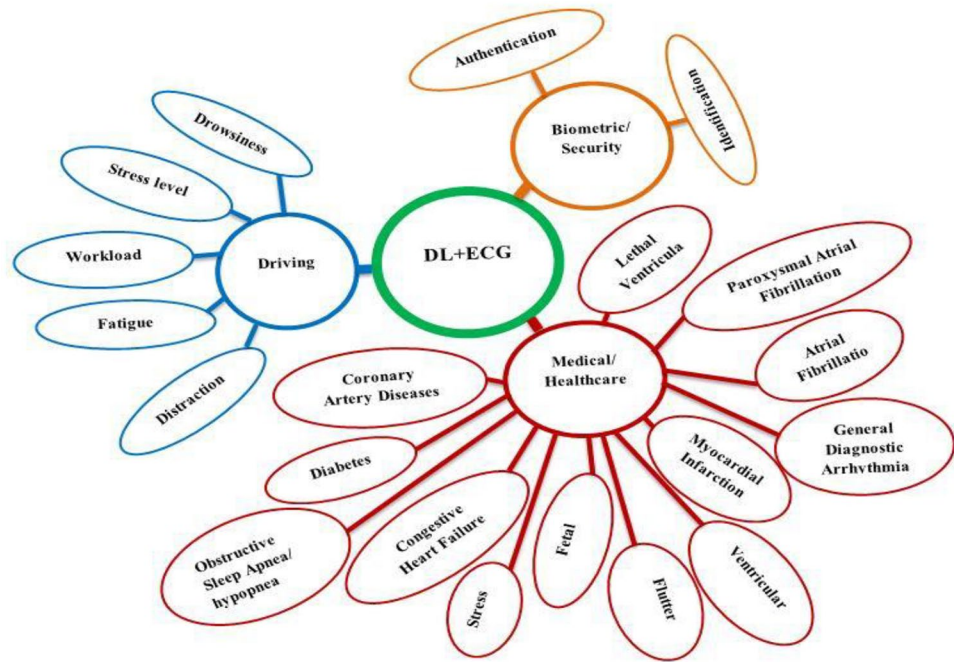 Authentication
Identification
Biometric/
Security
Drowsiness
Stress level
Workload
Fatigue
Distraction
Driving
DL+ECG
Lethal
Ventricula
Paroxysmal Atrial
Fibrillation
Atrial
Fibrillatio
General
Diagnostic
Arrhythmia
Medical/
Healthcare
Myocardial
Infarction
Coronary
Artery Diseases
Diabetes
Obstructive
Sleep Apnea/
hypopnea
Congestive
Heart Failure
Stress
Fetal
Flutter
Ventricular